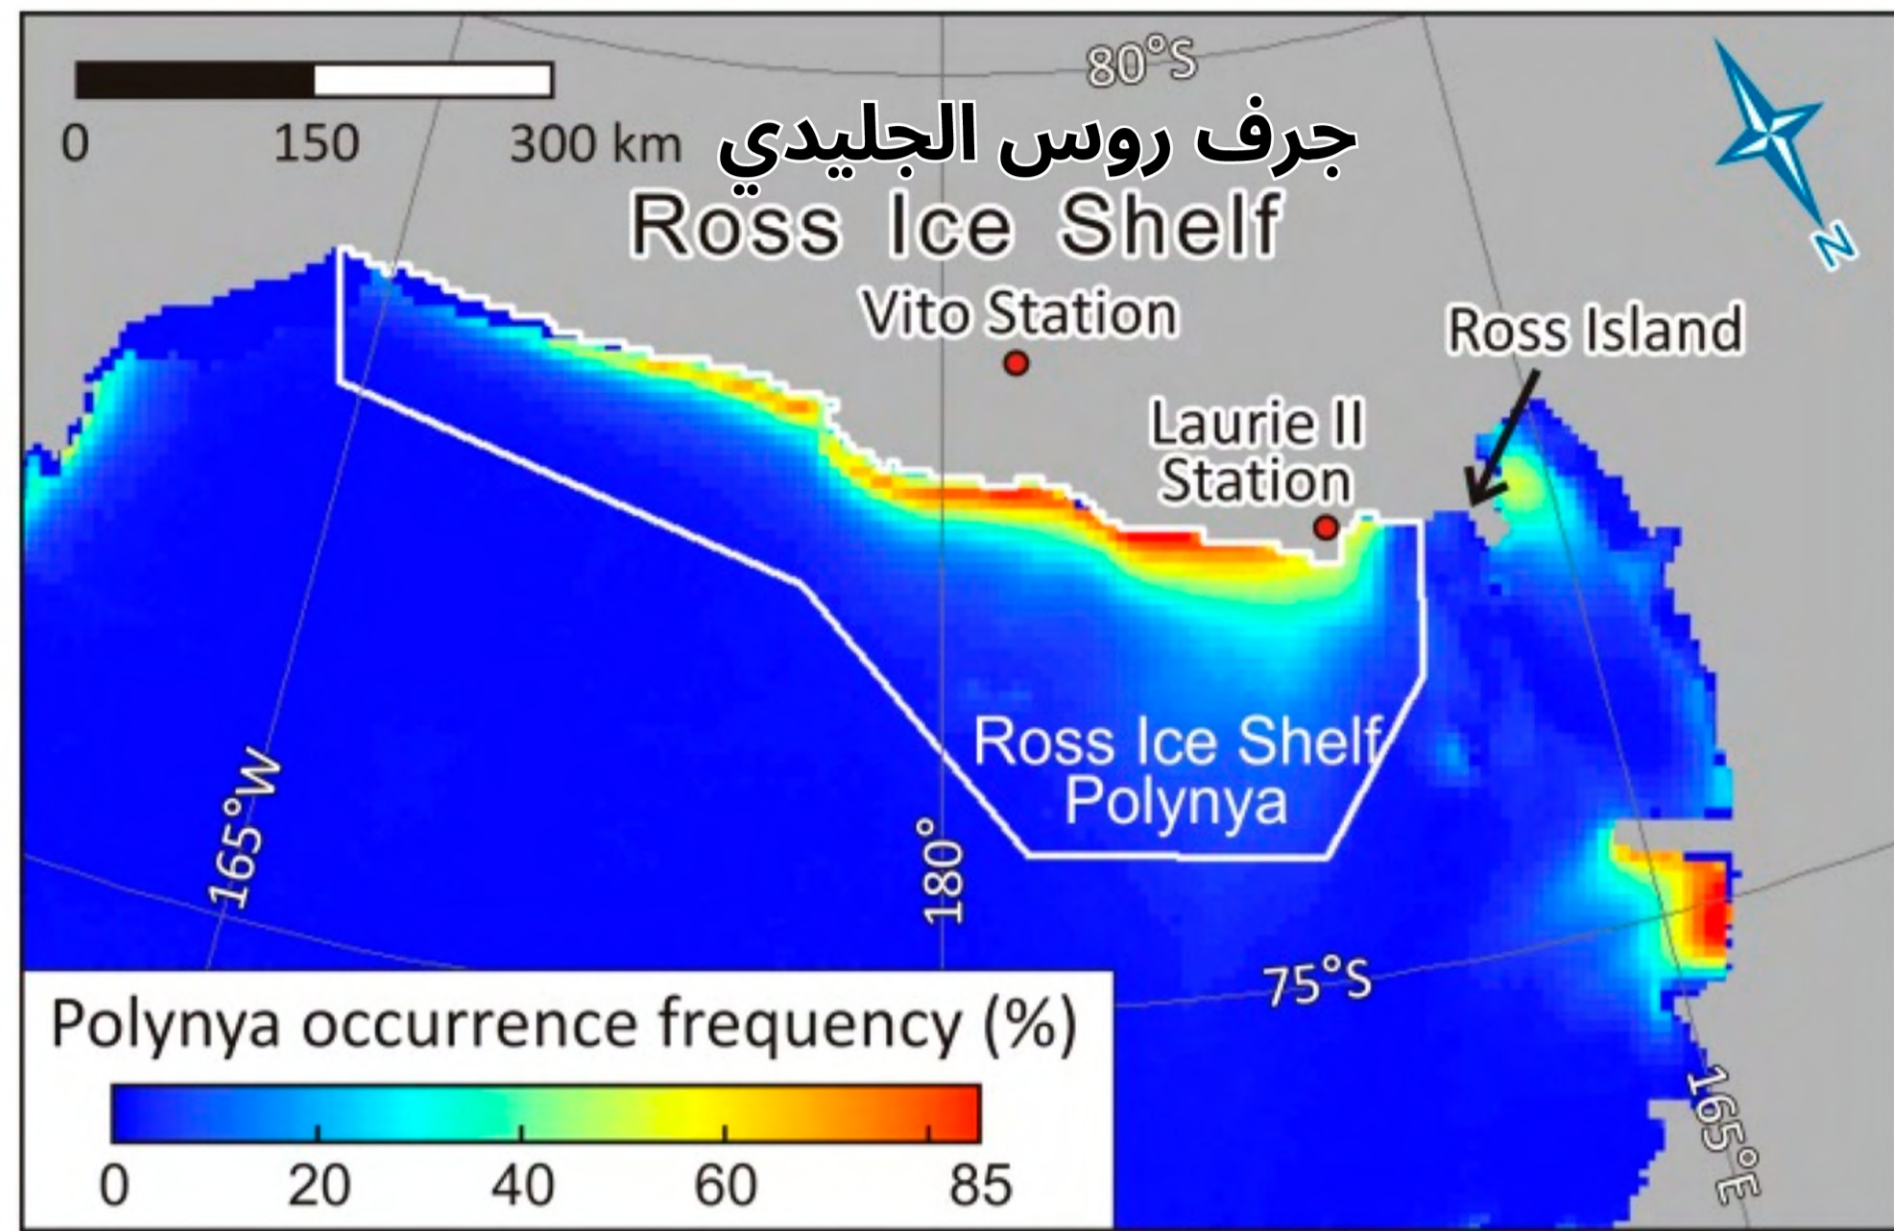 80°S
0 150 300 km
جرف روس الجليدي
Ross Ice Shelf
N
Vito Station
Ross Island
Laurie II
Station
Ross Ice Shelf
Polynya
165°W
180°
75°S
165°E
Polynya occurrence frequency (%)
0 20 40 60 85